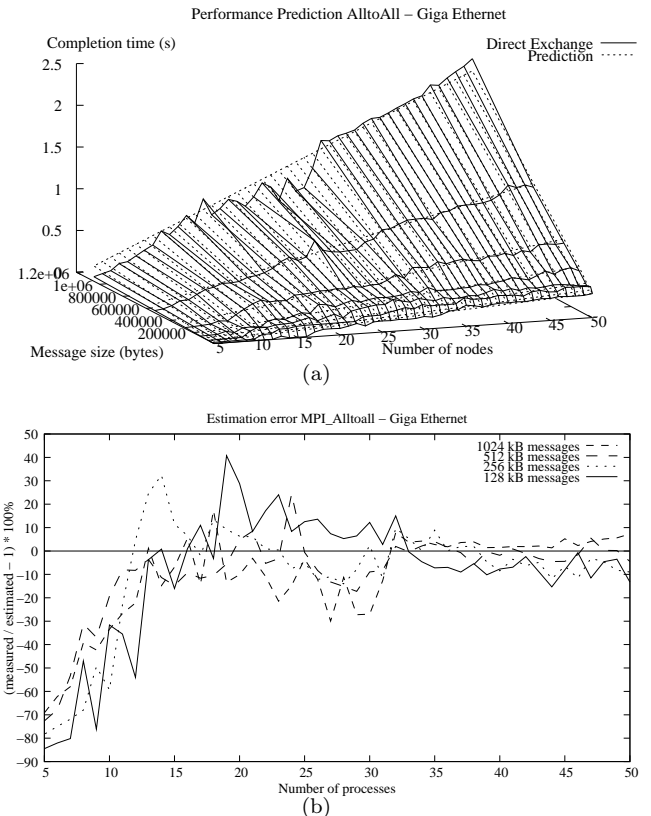 Performance Prediction AlltoAll – Giga Ethernet
Completion time (s)
Direct Exchange
Prediction
2.5
2
1.5
1
0.5
0
1.2e+06
1e+06
800000
600000
400000
200000
Message size (bytes)
5
10
15
20
25
30
35
40
45
50
Number of nodes
(a)
Estimation error MPI_Alltoall – Giga Ethernet
(measured / estimated – 1) * 100%
50
40
30
20
10
0
–10
–20
–30
–40
–50
–60
–70
–80
–90
1024 kB messages
512 kB messages
256 kB messages
128 kB messages
5
10
15
20
25
30
35
40
45
50
Number of processes
(b)